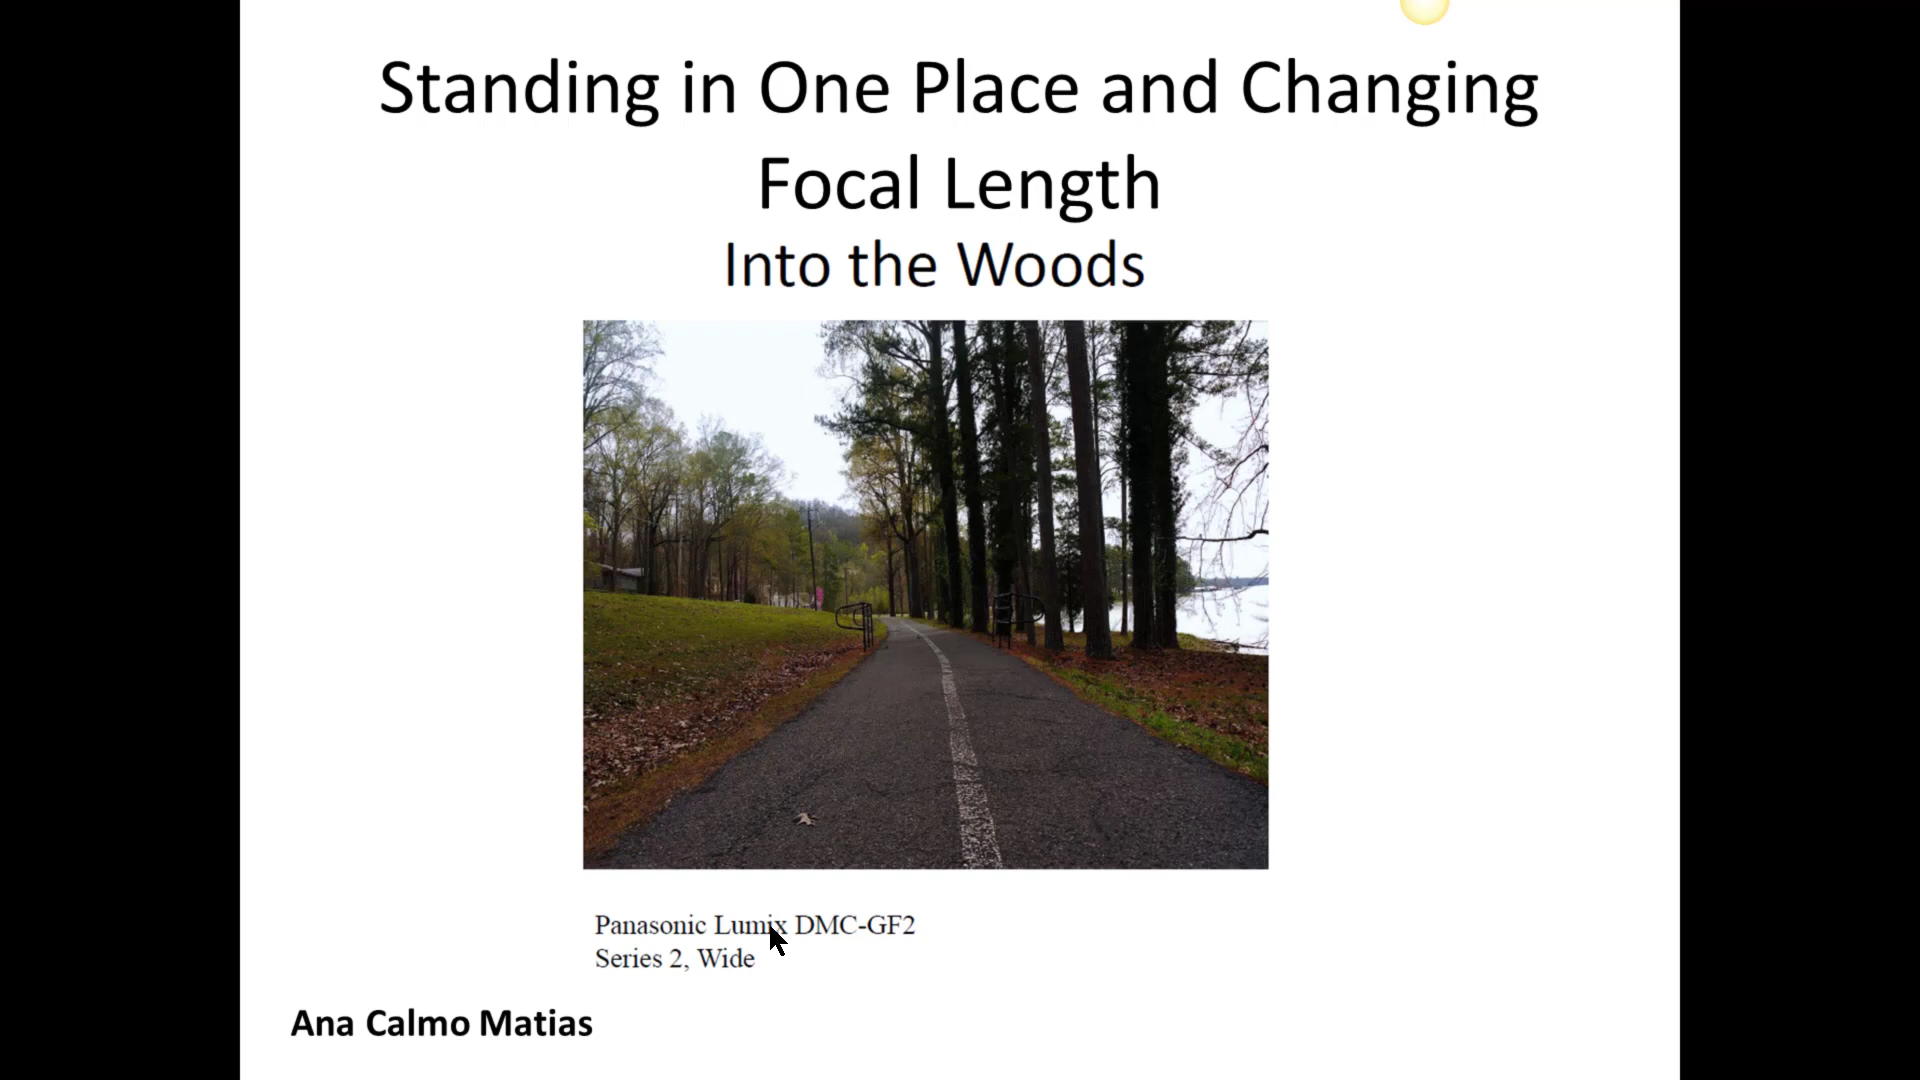 Standing in One Place and Changing
Focal Length
Into the Woods
Panasonic Lumix DMC-GF2
Series 2, Wide
Ana Calmo Matias